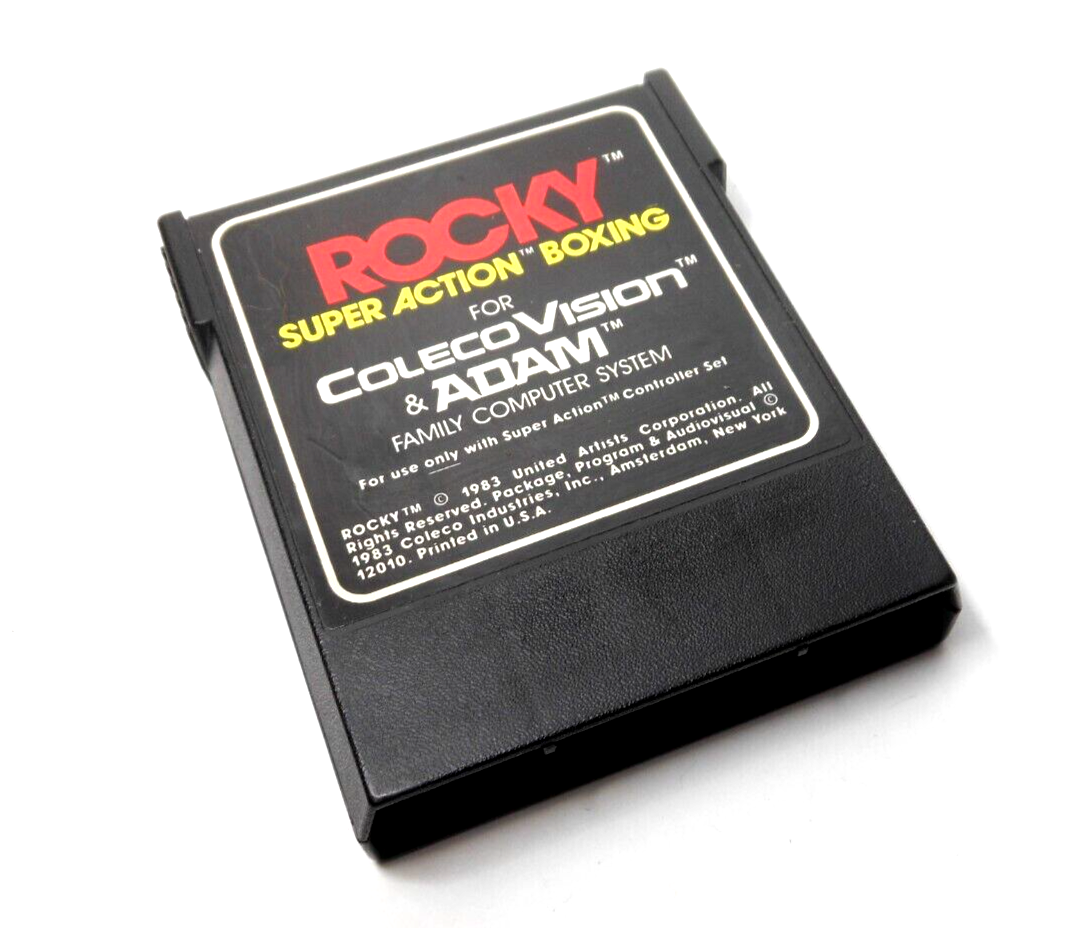 ROCKY™
SUPER ACTION™ BOXING
FOR
COLECOVISION™
& ADAM™
FAMILY COMPUTER SYSTEM
For use only with Super Action™ Controller Set
ROCKY™ © 1983 United Artists Corporation. All
Rights Reserved. Package, Program & Audiovisual ©
1983 Coleco Industries, Inc., Amsterdam, New York
12010. Printed in U.S.A.